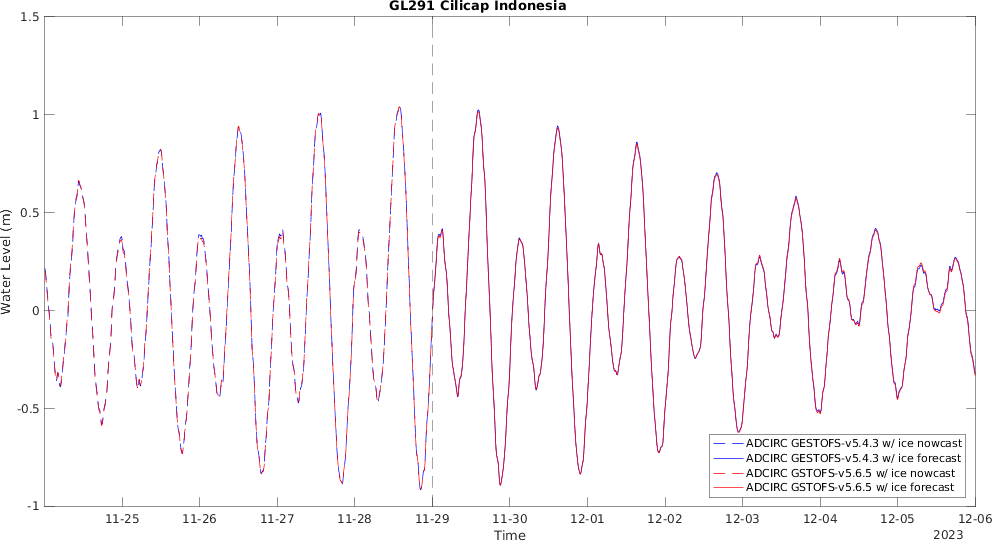 GL291 Cilicap Indonesia
1.5
1
0.5
0
-0.5
-1
Water Level (m)
11-25
11-26
11-27
11-28
11-29
11-30
12-01
12-02
12-03
12-04
12-05
12-06
Time
2023
ADCIRC GESTOFS-v5.4.3 w/ ice nowcast
ADCIRC GESTOFS-v5.4.3 w/ ice forecast
ADCIRC GSTOFS-v5.6.5 w/ ice nowcast
ADCIRC GSTOFS-v5.6.5 w/ ice forecast